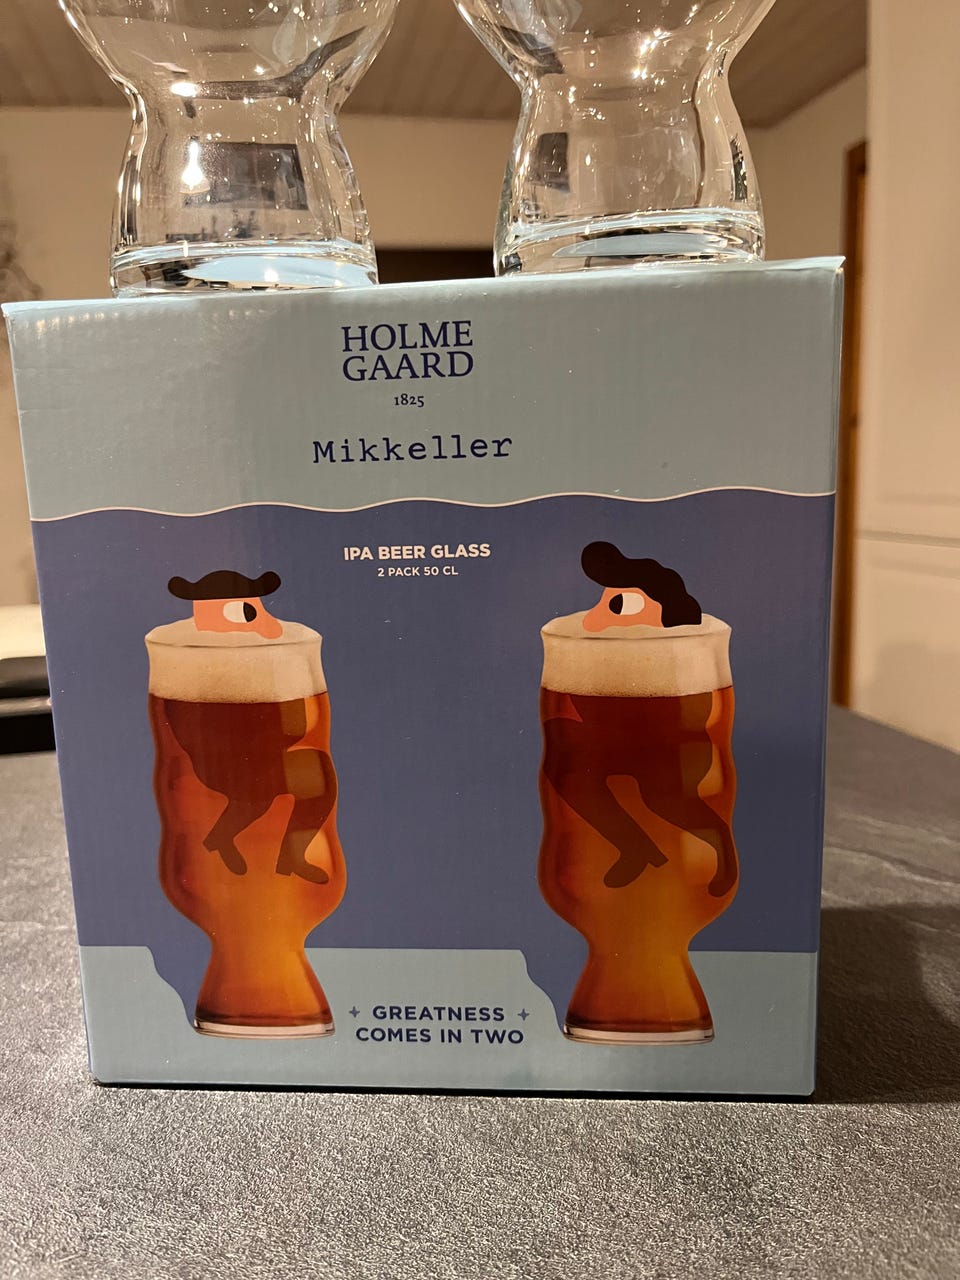 HOLME
GAARD
1825
Mikkeller
IPA BEER GLASS
2 PACK 50 CL
GREATNESS
COMES IN TWO